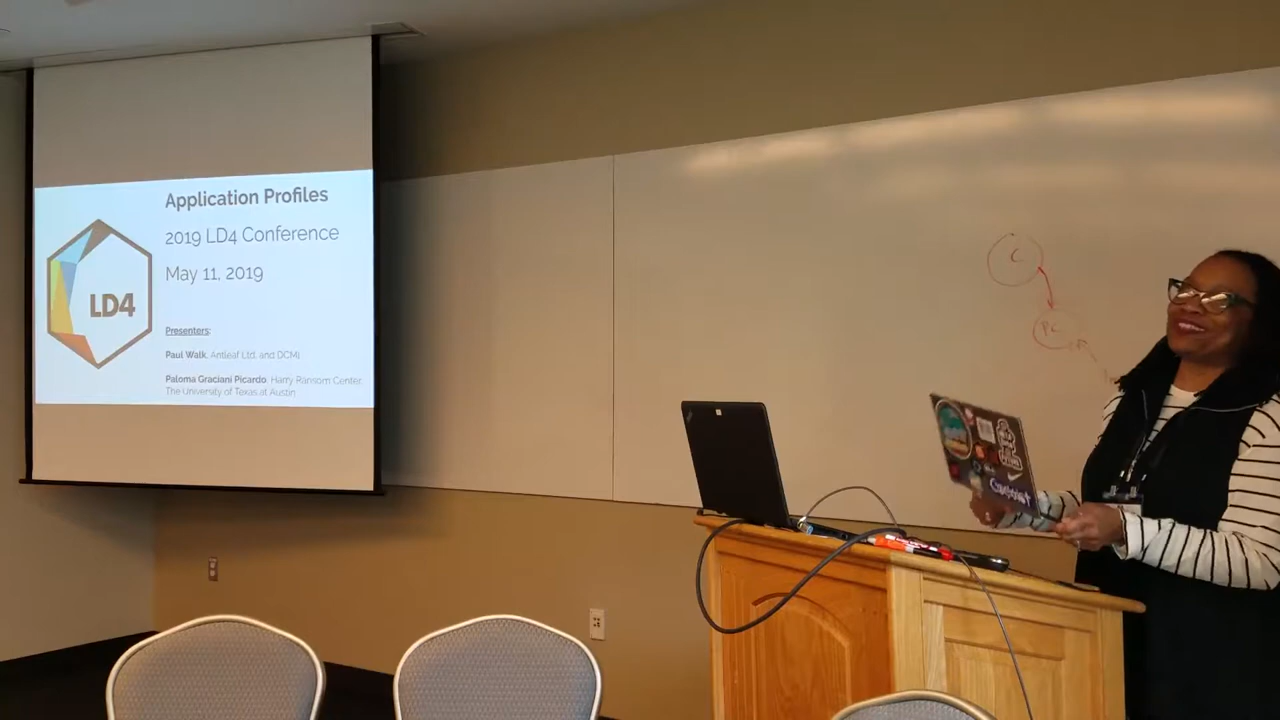 Application Profiles
2019 LD4 Conference
May 11, 2019
LD4
Presenters:
Paul Walk, Antleaf Ltd, and DCMI
Paloma Graciani Picardo, Harry Ransom Center,
The University of Texas at Austin
C
PC